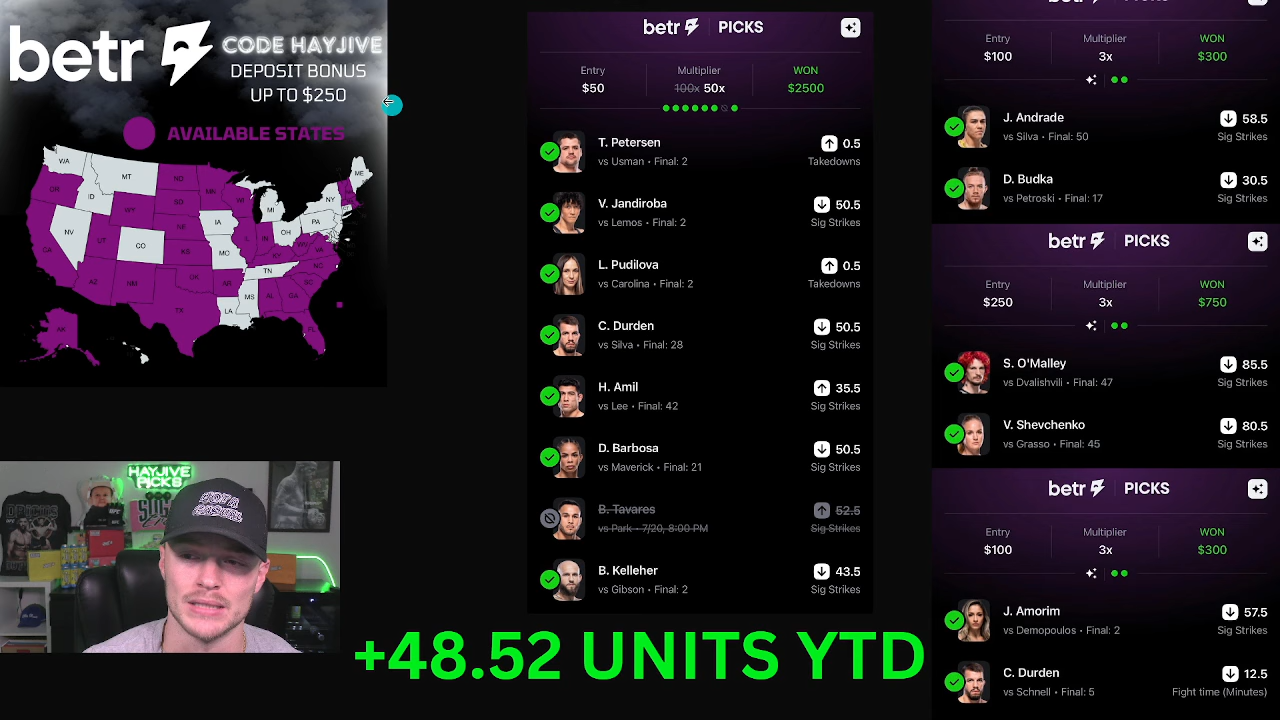 betr
CODE HAYJIVE
DEPOSIT BONUS
UP TO $250
AVAILABLE STATES
WA
MT
ND
MN
ME
OR
ID
WY
SD
WI
MI
NY
NV
UT
CO
NE
IA
IL
IN
OH
PA
CA
KS
MO
KY
WV
VA
AZ
NM
OK
AR
TN
NC
SC
TX
LA
MS
AL
GA
FL
AK
HAYJIVE
PICKS
betr PICKS
Entry
$50
Multiplier
100x 50x
WON
$2500
T. Petersen
vs Usman • Final: 2
0.5
Takedowns
V. Jandiroba
vs Lemos • Final: 2
50.5
Sig Strikes
L. Pudilova
vs Carolina • Final: 2
0.5
Takedowns
C. Durden
vs Silva • Final: 28
50.5
Sig Strikes
H. Amil
vs Lee • Final: 42
35.5
Sig Strikes
D. Barbosa
vs Maverick • Final: 21
50.5
Sig Strikes
B. Tavares
vs Park • 7/20, 8:00 PM
52.5
Sig Strikes
B. Kelleher
vs Gibson • Final: 2
43.5
Sig Strikes
+48.52 UNITS YTD
Entry
$100
Multiplier
3x
WON
$300
J. Andrade
vs Silva • Final: 50
58.5
Sig Strikes
D. Budka
vs Petroski • Final: 17
30.5
Sig Strikes
betr PICKS
Entry
$250
Multiplier
3x
WON
$750
S. O'Malley
vs Dvalishvili • Final: 47
85.5
Sig Strikes
V. Shevchenko
vs Grasso • Final: 45
80.5
Sig Strikes
betr PICKS
Entry
$100
Multiplier
3x
WON
$300
J. Amorim
vs Demopoulos • Final: 2
57.5
Sig Strikes
C. Durden
vs Schnell • Final: 5
12.5
Fight time (Minutes)